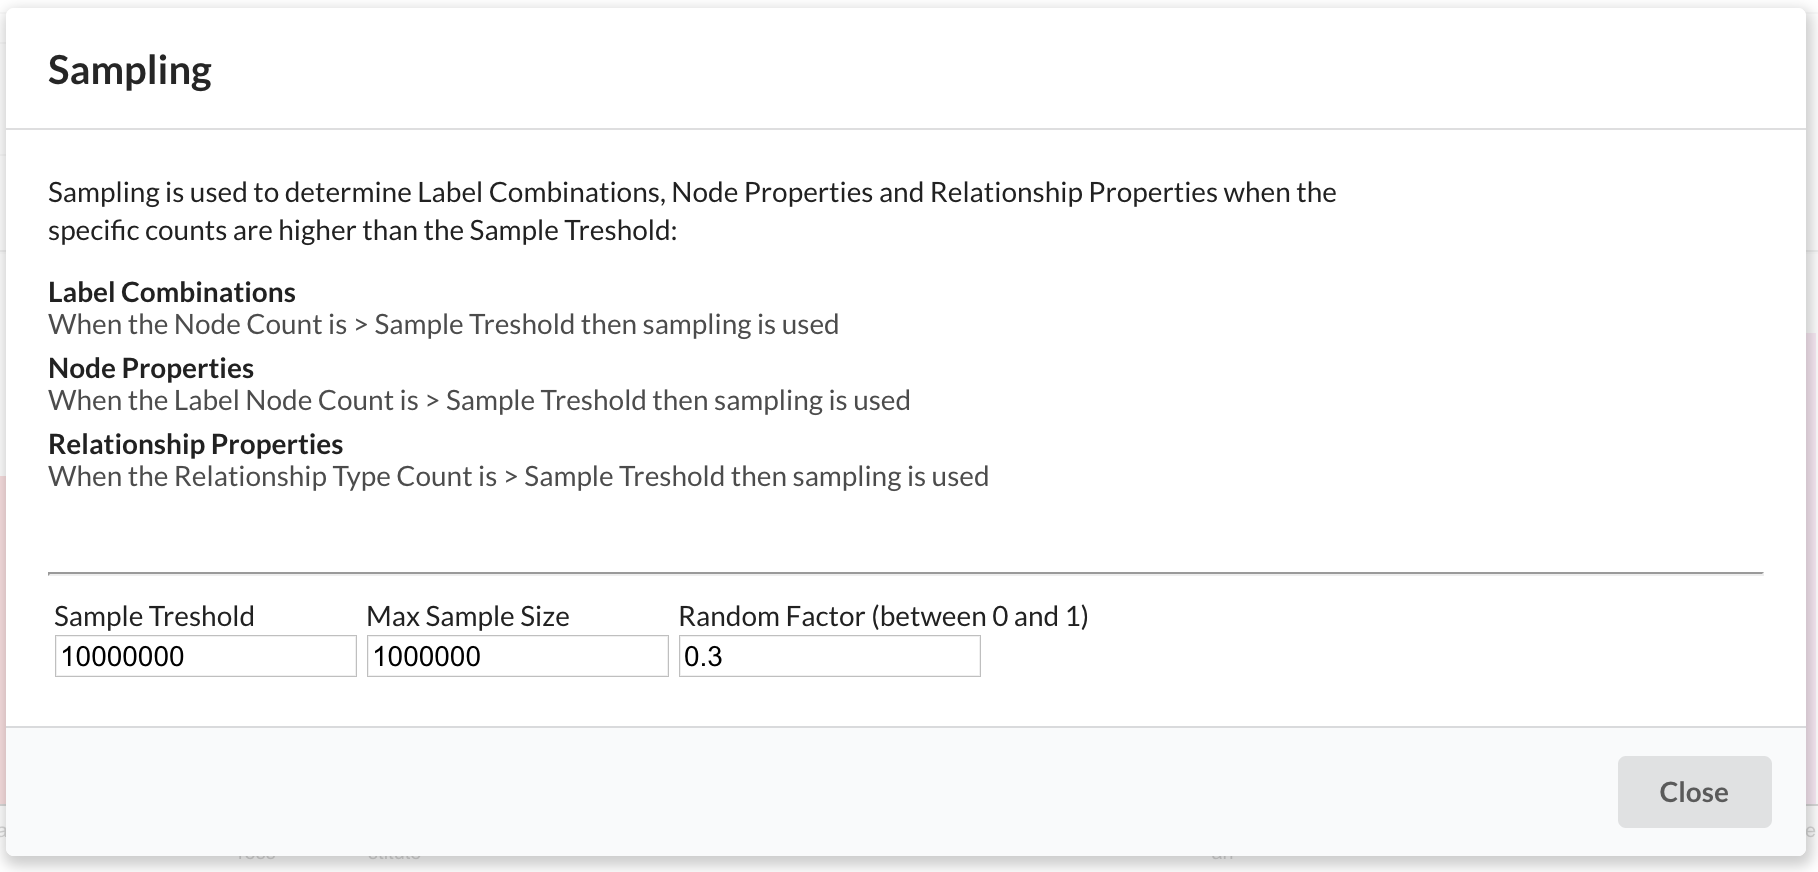 Sampling
Sampling is used to determine Label Combinations, Node Properties and Relationship Properties when the
specific counts are higher than the Sample Treshold:
Label Combinations
When the Node Count is > Sample Treshold then sampling is used
Node Properties
When the Label Node Count is > Sample Treshold then sampling is used
Relationship Properties
When the Relationship Type Count is > Sample Treshold then sampling is used
Sample Treshold Max Sample Size Random Factor (between 0 and 1)
10000000 1000000 0.3
Close